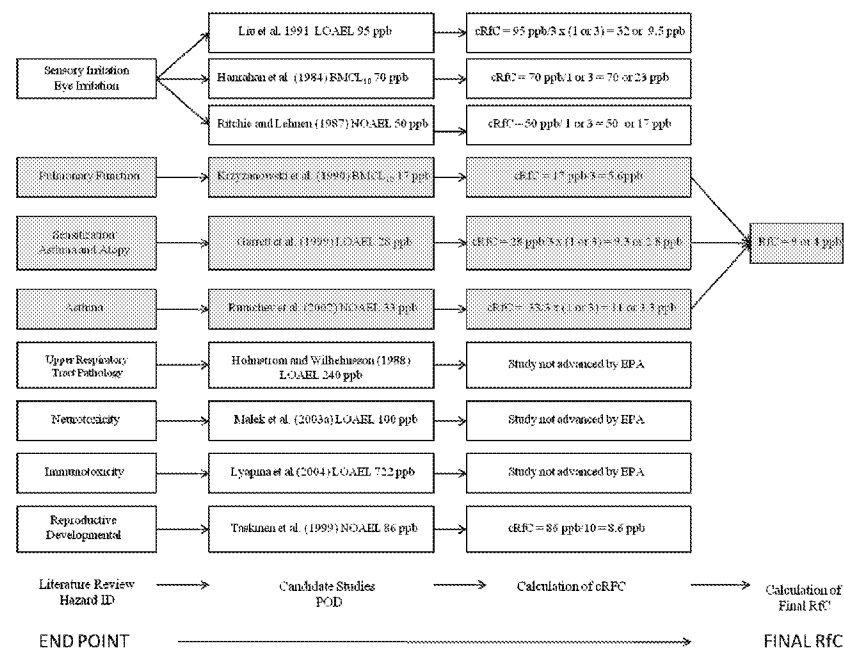 Liu et al. 1991 LOAEL 95 ppb
cRfC = 95 ppb/3 x (1 or 3) = 32 or 9.5 ppb
Sensory Irritation
Eye Irritation
Hanrahan et al. (1984) BMCL10 70 ppb
cRfC = 70 ppb/1 or 3 = 70 or 23 ppb
Ritchie and Lehnen (1987) NOAEL 50 ppb
cRfC = 50 ppb/ 1 or 3 = 50 or 17 ppb
Pulmonary Function
Krzyzanowski et al. (1990) BMCL10 17 ppb
cRfC = 17 ppb/3 = 5.6ppb
Sensitization
Asthma and Atopy
Garrett et al. (1999) LOAEL 28 ppb
cRfC = 28 ppb/3 x (1 or 3) = 9.3 or 2.8 ppb
RfC = 9 or 4 ppb
Asthma
Rumchev et al. (2002) NOAEL 33 ppb
cRfC = 33/3 x (1 or 3) = 11 or 3.3 ppb
Upper Respiratory
Tract Pathology
Holmstrom and Wilhelmsson (1988)
LOAEL 240 ppb
Study not advanced by EPA
Neurotoxicity
Malek et al. (2003a) LOAEL 100 ppb
Study not advanced by EPA
Immunotoxicity
Lyapina et al (2004) LOAEL 722 ppb
Study not advanced by EPA
Reproductive
Developmental
Taskinen et al. (1999) NOAEL 86 ppb
cRfC = 86 ppb/10 = 8.6 ppb
Literature Review
Hazard ID
Candidate Studies
POD
Calculation of cRFC
Calculation of
Final RfC
END POINT
FINAL RfC